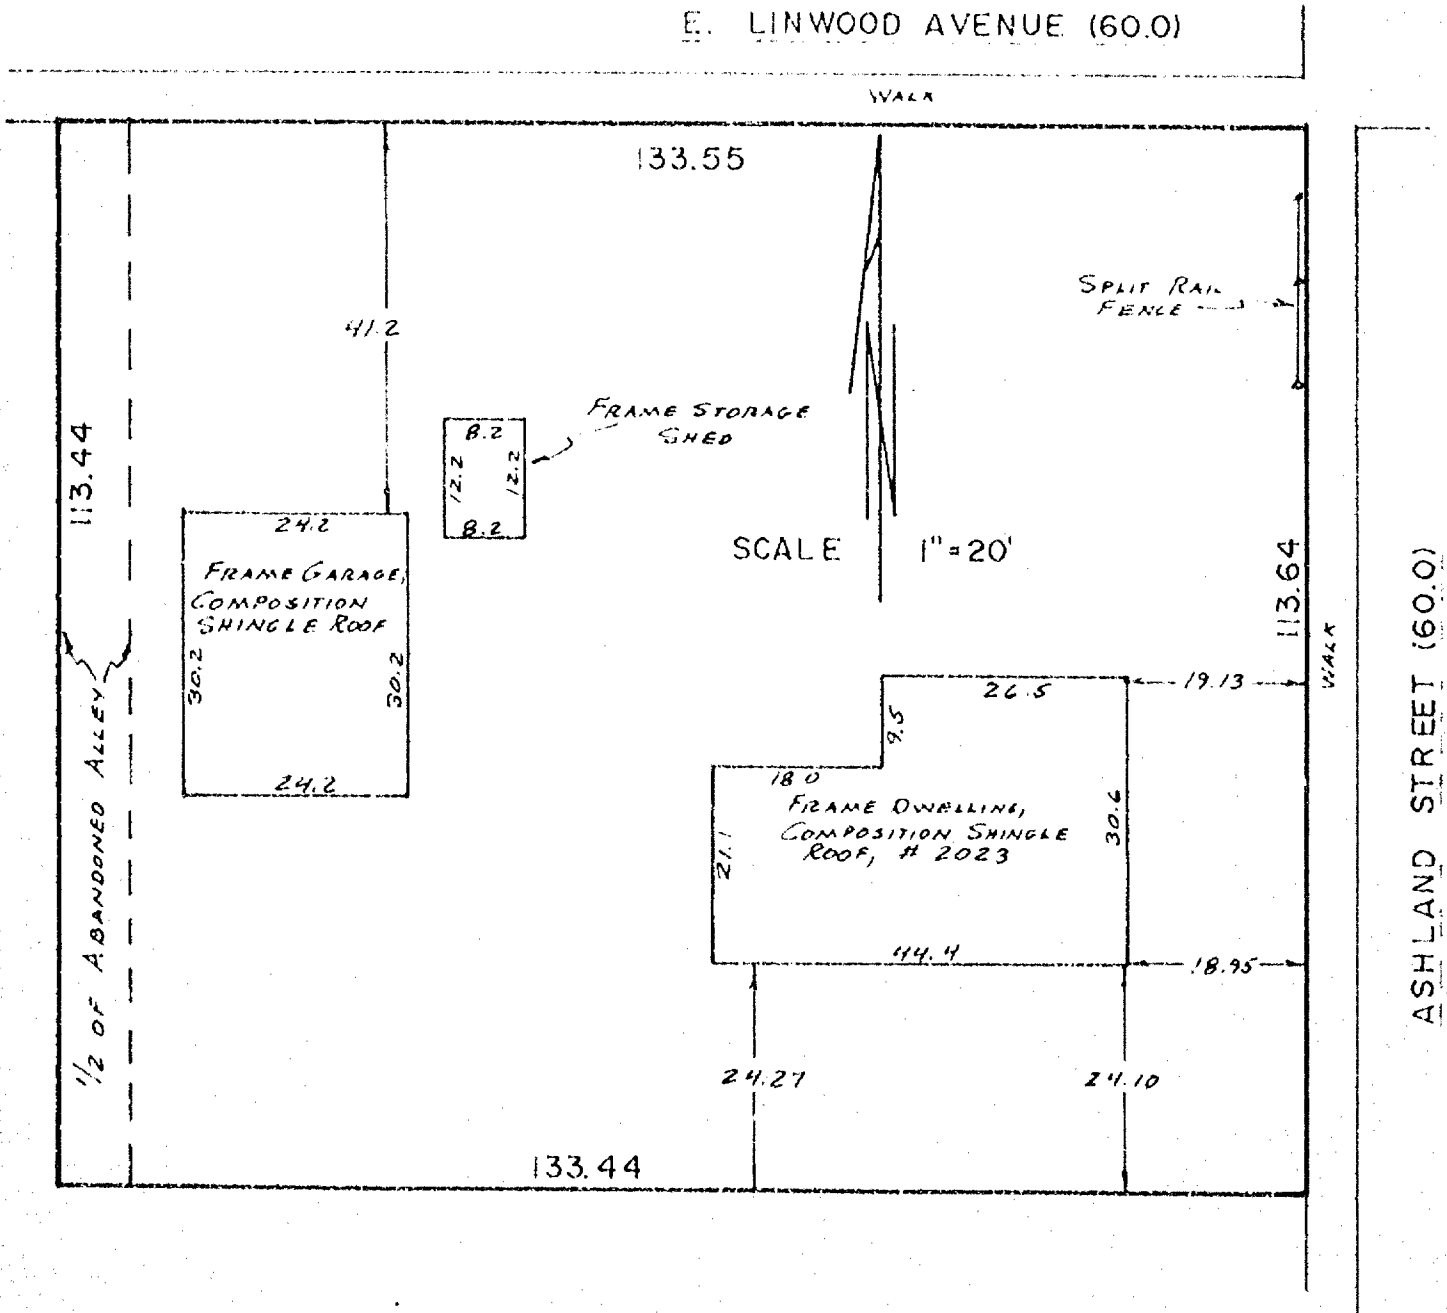 E. LINWOOD AVENUE (60.0)
WALK
133.55
41.2
SPLIT RAIL
FENCE
FRAME STORAGE
SHED
8.2
12.2
12.2
8.2
113.44
24.2
FRAME GARAGE,
COMPOSITION
SHINGLE ROOF
30.2
30.2
24.2
SCALE 1"=20'
113.64
WALK
ASHLAND STREET (60.0)
1/2 OF ABANDONED ALLEY
26.5
19.13
9.5
18.0
FRAME DWELLING,
COMPOSITION SHINGLE
ROOF, # 2023
21.1
30.6
44.4
18.95
24.27
24.10
133.44